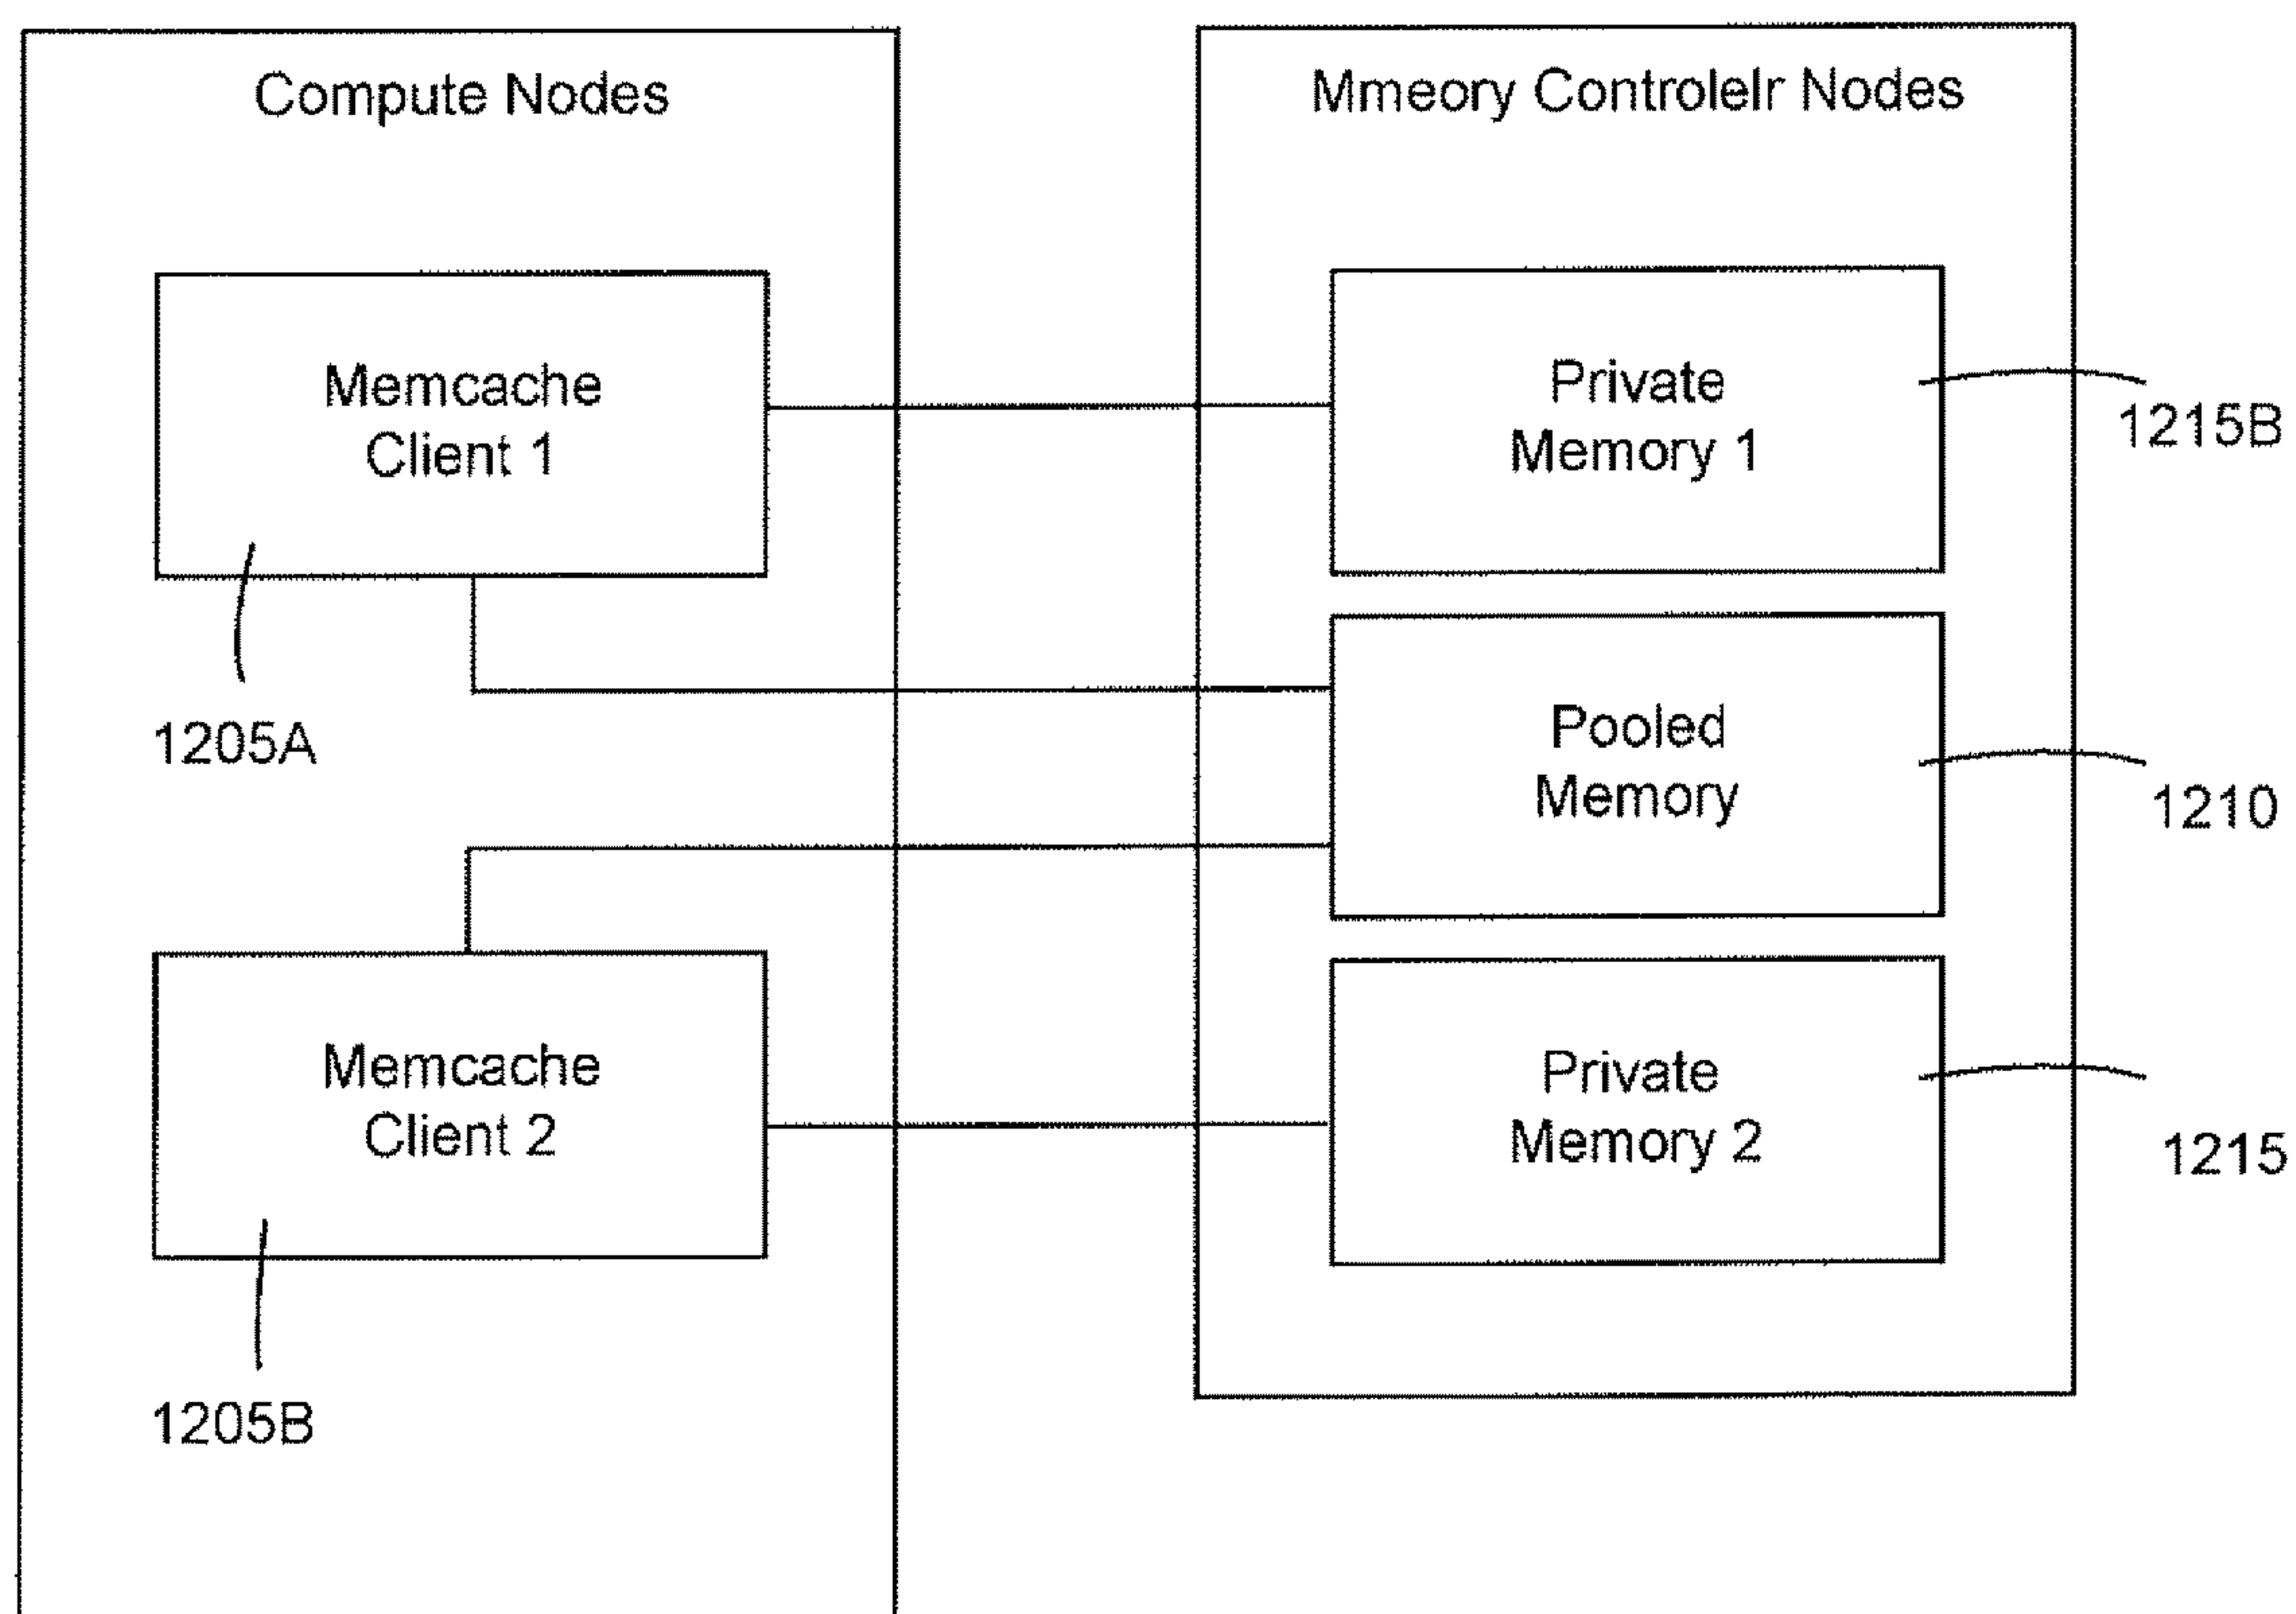 Compute Nodes
Mmeory Controlelr Nodes
Memcache
Client 1
Private
Memory 1
1215B
1205A
Pooled
Memory
1210
Memcache
Client 2
Private
Memory 2
1215
1205B